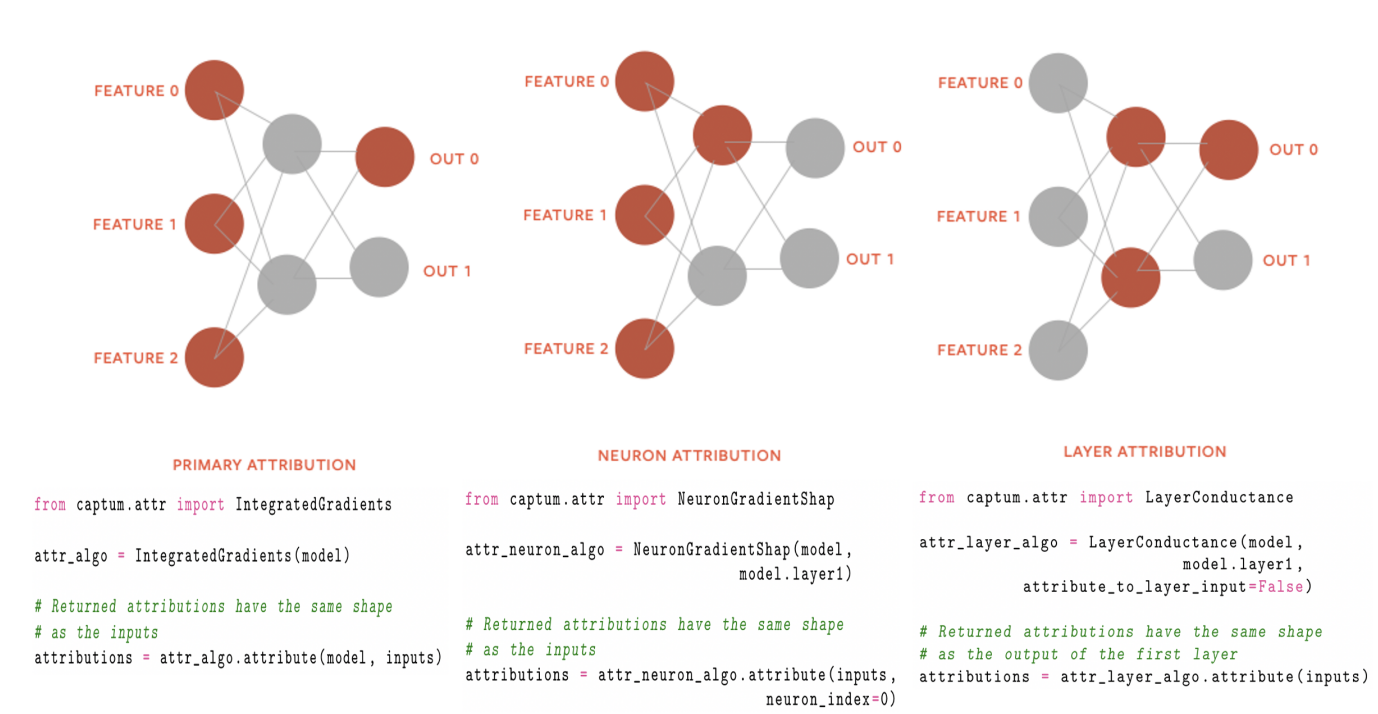 FEATURE 0
OUT 0
FEATURE 1
OUT 1
FEATURE 2
PRIMARY ATTRIBUTION
from captum.attr import IntegratedGradients
attr_algo = IntegratedGradients(model)
# Returned attributions have the same shape
# as the inputs
attributions = attr_algo.attribute(model, inputs)
FEATURE 0
OUT 0
FEATURE 1
OUT 1
FEATURE 2
NEURON ATTRIBUTION
from captum.attr import NeuronGradientShap
attr_neuron_algo = NeuronGradientShap(model,
model.layer1)
# Returned attributions have the same shape
# as the inputs
attributions = attr_neuron_algo.attribute(inputs,
neuron_index=0)
FEATURE 0
OUT 0
FEATURE 1
OUT 1
FEATURE 2
LAYER ATTRIBUTION
from captum.attr import LayerConductance
attr_layer_algo = LayerConductance(model,
model.layer1,
attribute_to_layer_input=False)
# Returned attributions have the same shape
# as the output of the first layer
attributions = attr_layer_algo.attribute(inputs)